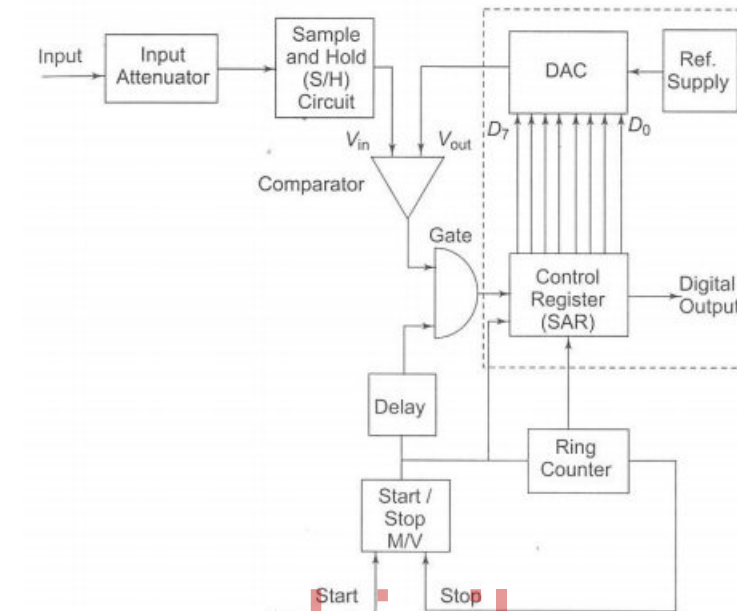 Input
Input
Attenuator
Sample
and Hold
(S/H)
Circuit
DAC
Ref.
Supply
Vin
Vout
D7
D0
Comparator
Gate
Control
Register
(SAR)
Digital
Output
Delay
Ring
Counter
Start /
Stop
M/V
Start
Stop